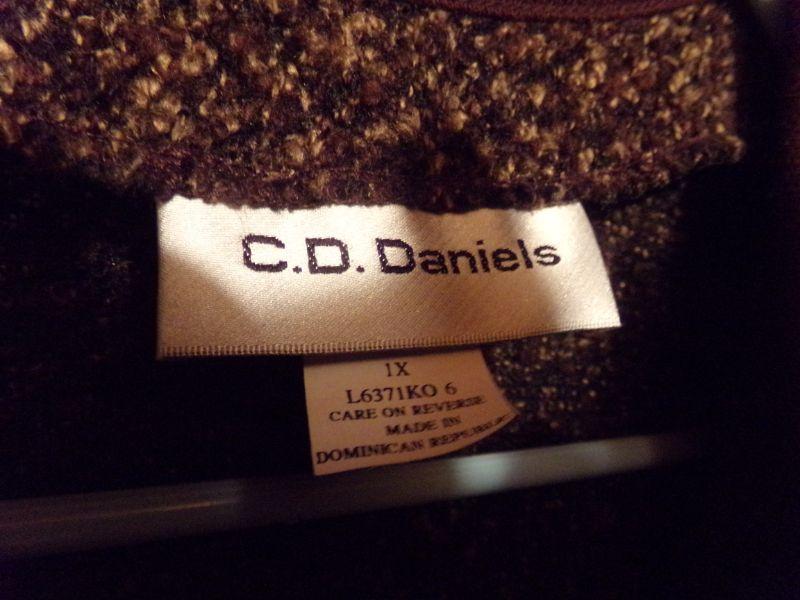 C.D. Daniels
1X
L6371KO 6
CARE ON REVERSE
MADE IN
DOMINICAN REPUBLIC